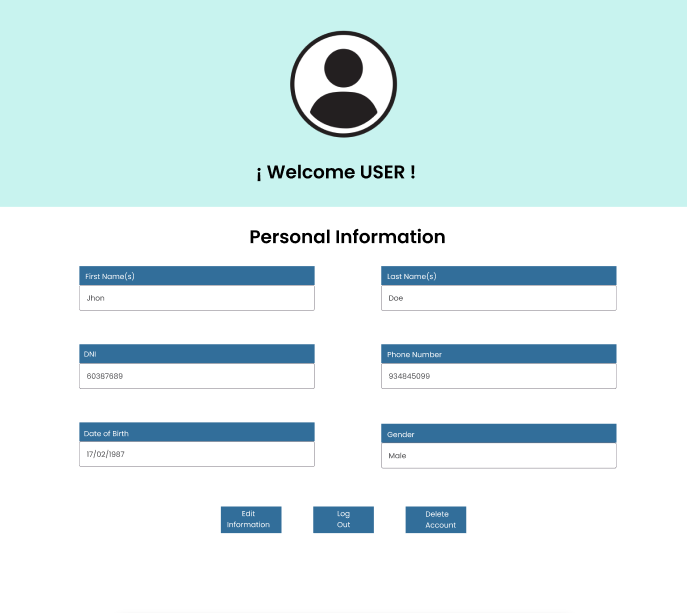 ¡ Welcome USER !
Personal Information
First Name(s)
Last Name(s)
Jhon
Doe
DNI
Phone Number
60387689
934845099
Date of Birth
Gender
17/02/1987
Male
Edit
Information
Log
Out
Delete
Account